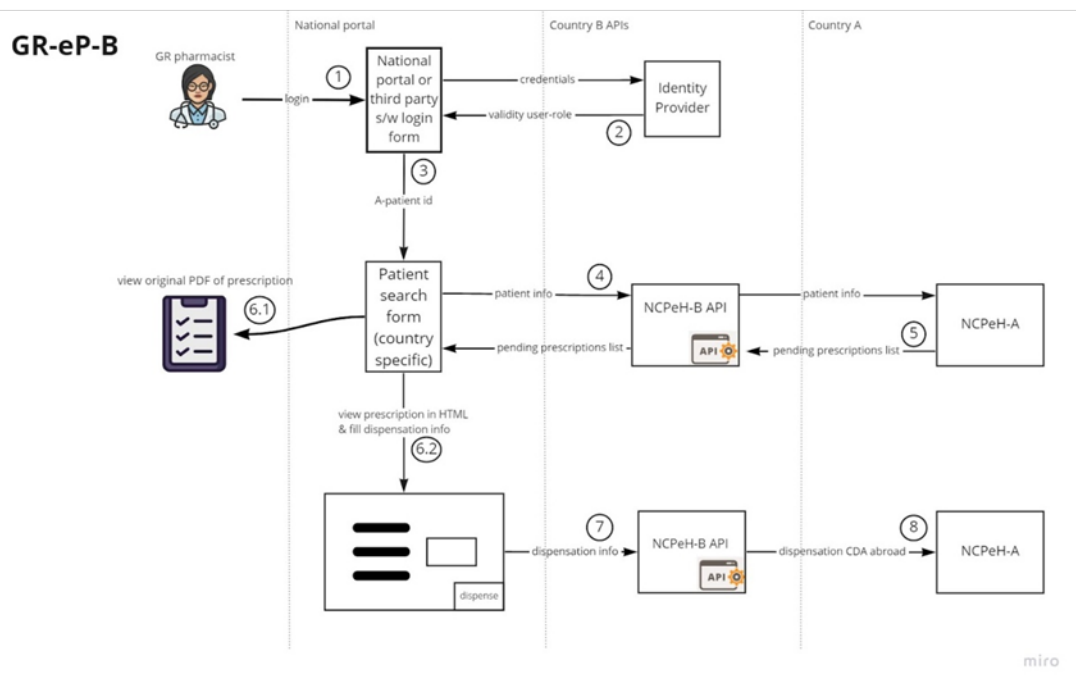 National portal
Country B APIs
Country A
GR-eP-B
GR pharmacist
login
1
National
portal or
third party
s/w login
form
credentials
validity user-role
2
Identity
Provider
3
A-patient id
view original PDF of prescription
6.1
Patient
search
form
(country
specific)
patient info
4
pending prescriptions list
NCPeH-B API
API
patient info
5
pending prescriptions list
NCPeH-A
view prescription in HTML
& fill dispensation info
6.2
dispense
7
dispensation info
NCPeH-B API
API
8
dispensation CDA abroad
NCPeH-A
miro